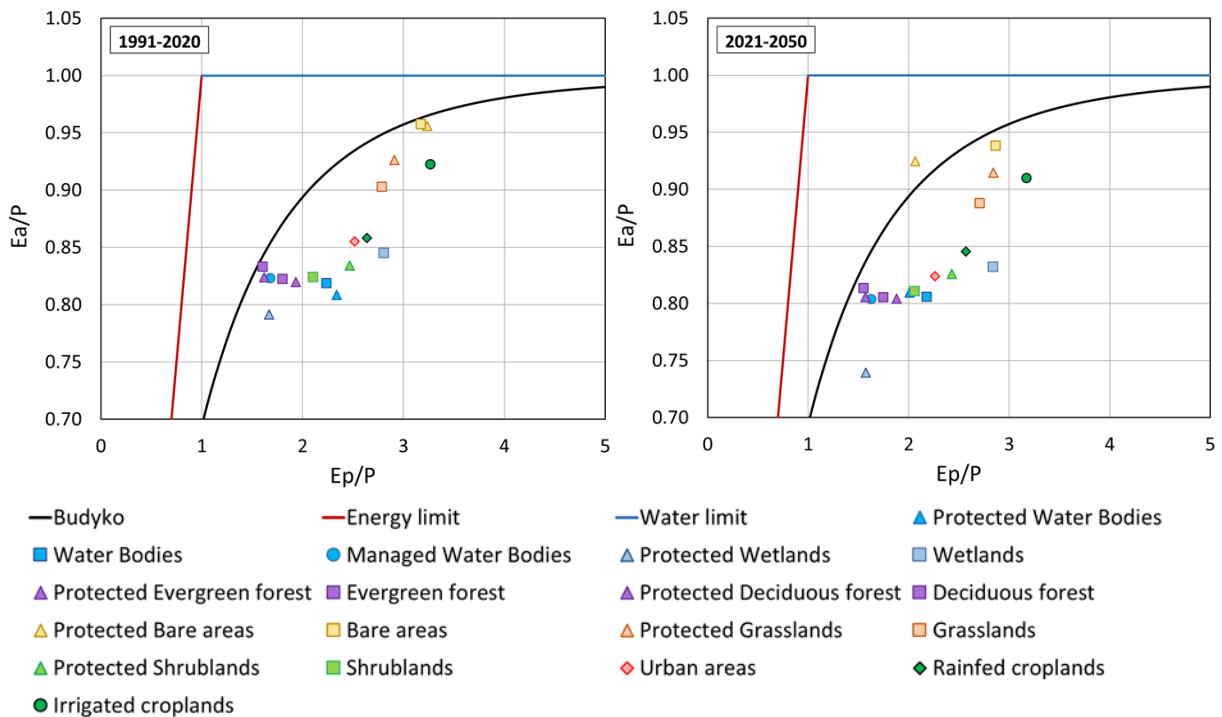 1991-2020
1.05
1.00
0.95
0.90
0.85
0.80
0.75
0.70
Ea/P
0 1 2 3 4 5
Ep/P
2021-2050
1.05
1.00
0.95
0.90
0.85
0.80
0.75
0.70
Ea/P
0 1 2 3 4 5
Ep/P
Budyko Energy limit Water limit Protected Water Bodies
Water Bodies Managed Water Bodies Protected Wetlands Wetlands
Protected Evergreen forest Evergreen forest Protected Deciduous forest Deciduous forest
Protected Bare areas Bare areas Protected Grasslands Grasslands
Protected Shrublands Shrublands Urban areas Rainfed croplands
Irrigated croplands